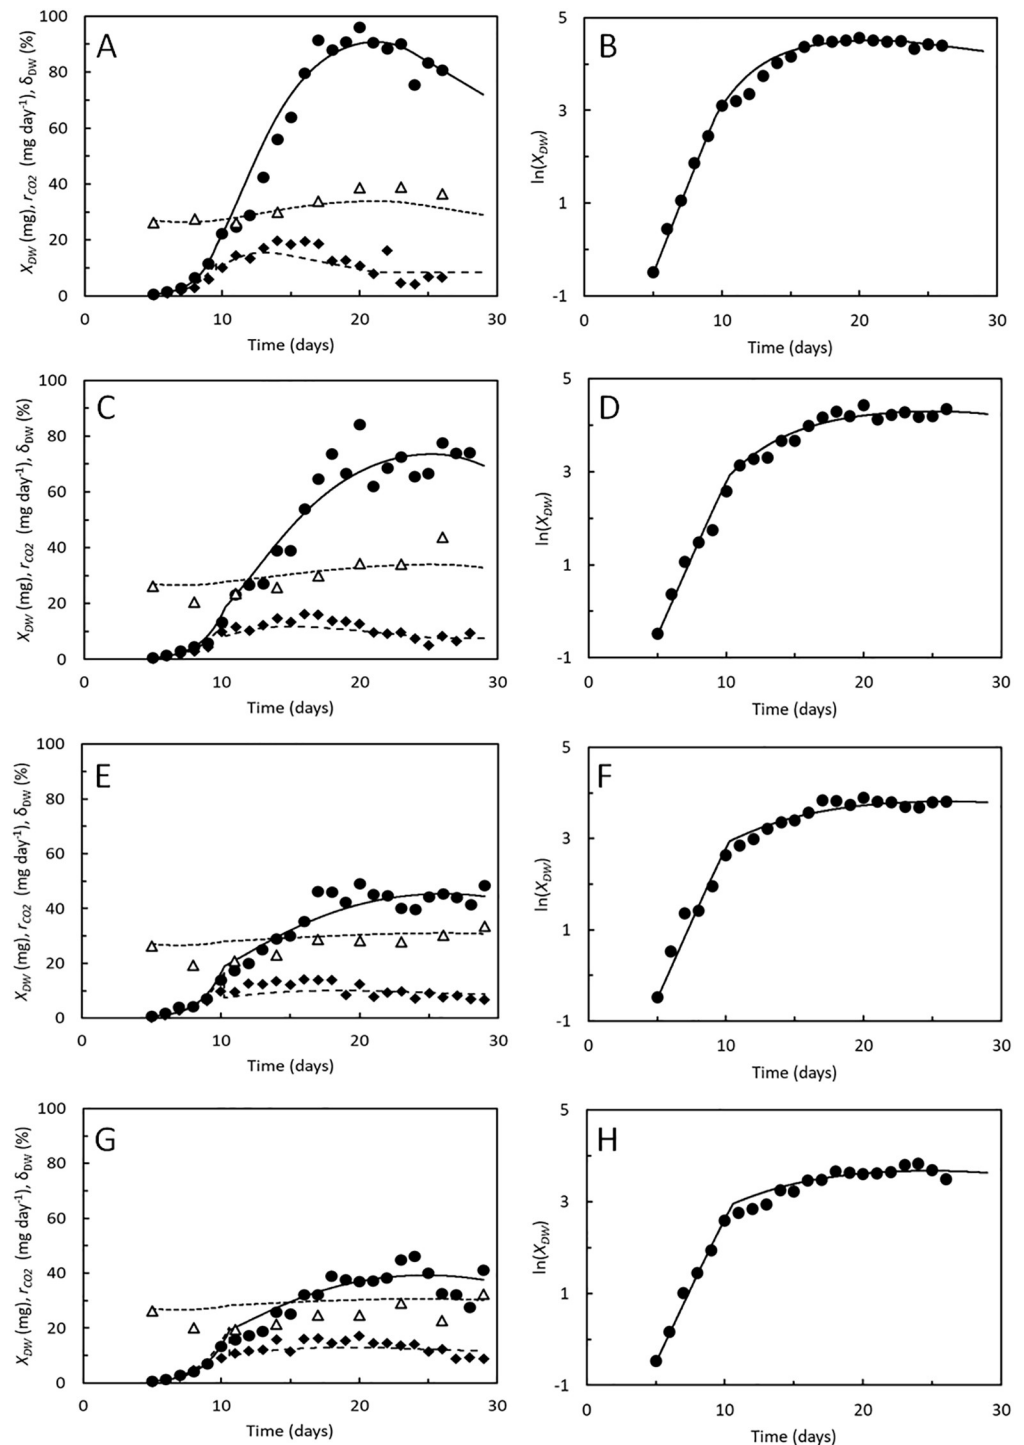 A
X_DW (mg), r_CO2 (mg day⁻¹), δ_DW (%)
100
80
60
40
20
0
0 10 20 30
Time (days)
B
ln(X_DW)
5
3
1
-1
0 10 20 30
Time (days)
C
X_DW (mg), r_CO2 (mg day⁻¹), δ_DW (%)
100
80
60
40
20
0
0 10 20 30
Time (days)
D
ln(X_DW)
5
3
1
-1
0 10 20 30
Time (days)
E
X_DW (mg), r_CO2 (mg day⁻¹), δ_DW (%)
100
80
60
40
20
0
0 10 20 30
Time (days)
F
ln(X_DW)
5
3
1
-1
0 10 20 30
Time (days)
G
X_DW (mg), r_CO2 (mg day⁻¹), δ_DW (%)
100
80
60
40
20
0
0 10 20 30
Time (days)
H
ln(X_DW)
5
3
1
-1
0 10 20 30
Time (days)